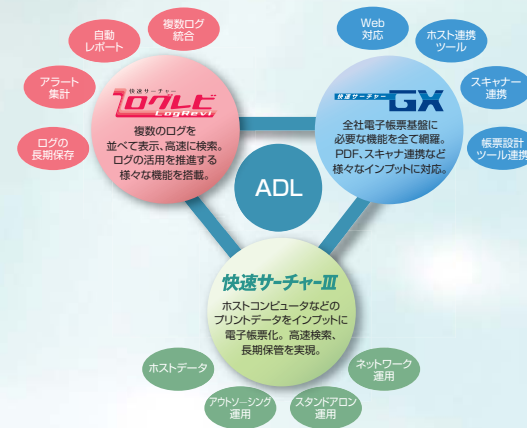 複数ログ
統合
自動
レポート
アラート
集計
ログの
長期保存
快速サーチャー
ログレビ
LogRevi
複数のログを
並べて表示、高速に検索。
ログの活用を推進する
様々な機能を搭載。
Web
対応
ホスト連携
ツール
スキャナー
連携
帳票設計
ツール連携
快速サーチャー
GX
全社電子帳票基盤に
必要な機能を全て網羅。
PDF、スキャナ連携など
様々なインプットに対応。
ADL
快速サーチャーIII
ホストコンピュータなどの
プリントデータをインプットに
電子帳票化。高速検索、
長期保管を実現。
ホストデータ
アウトソーシング
運用
スタンドアロン
運用
ネットワーク
運用